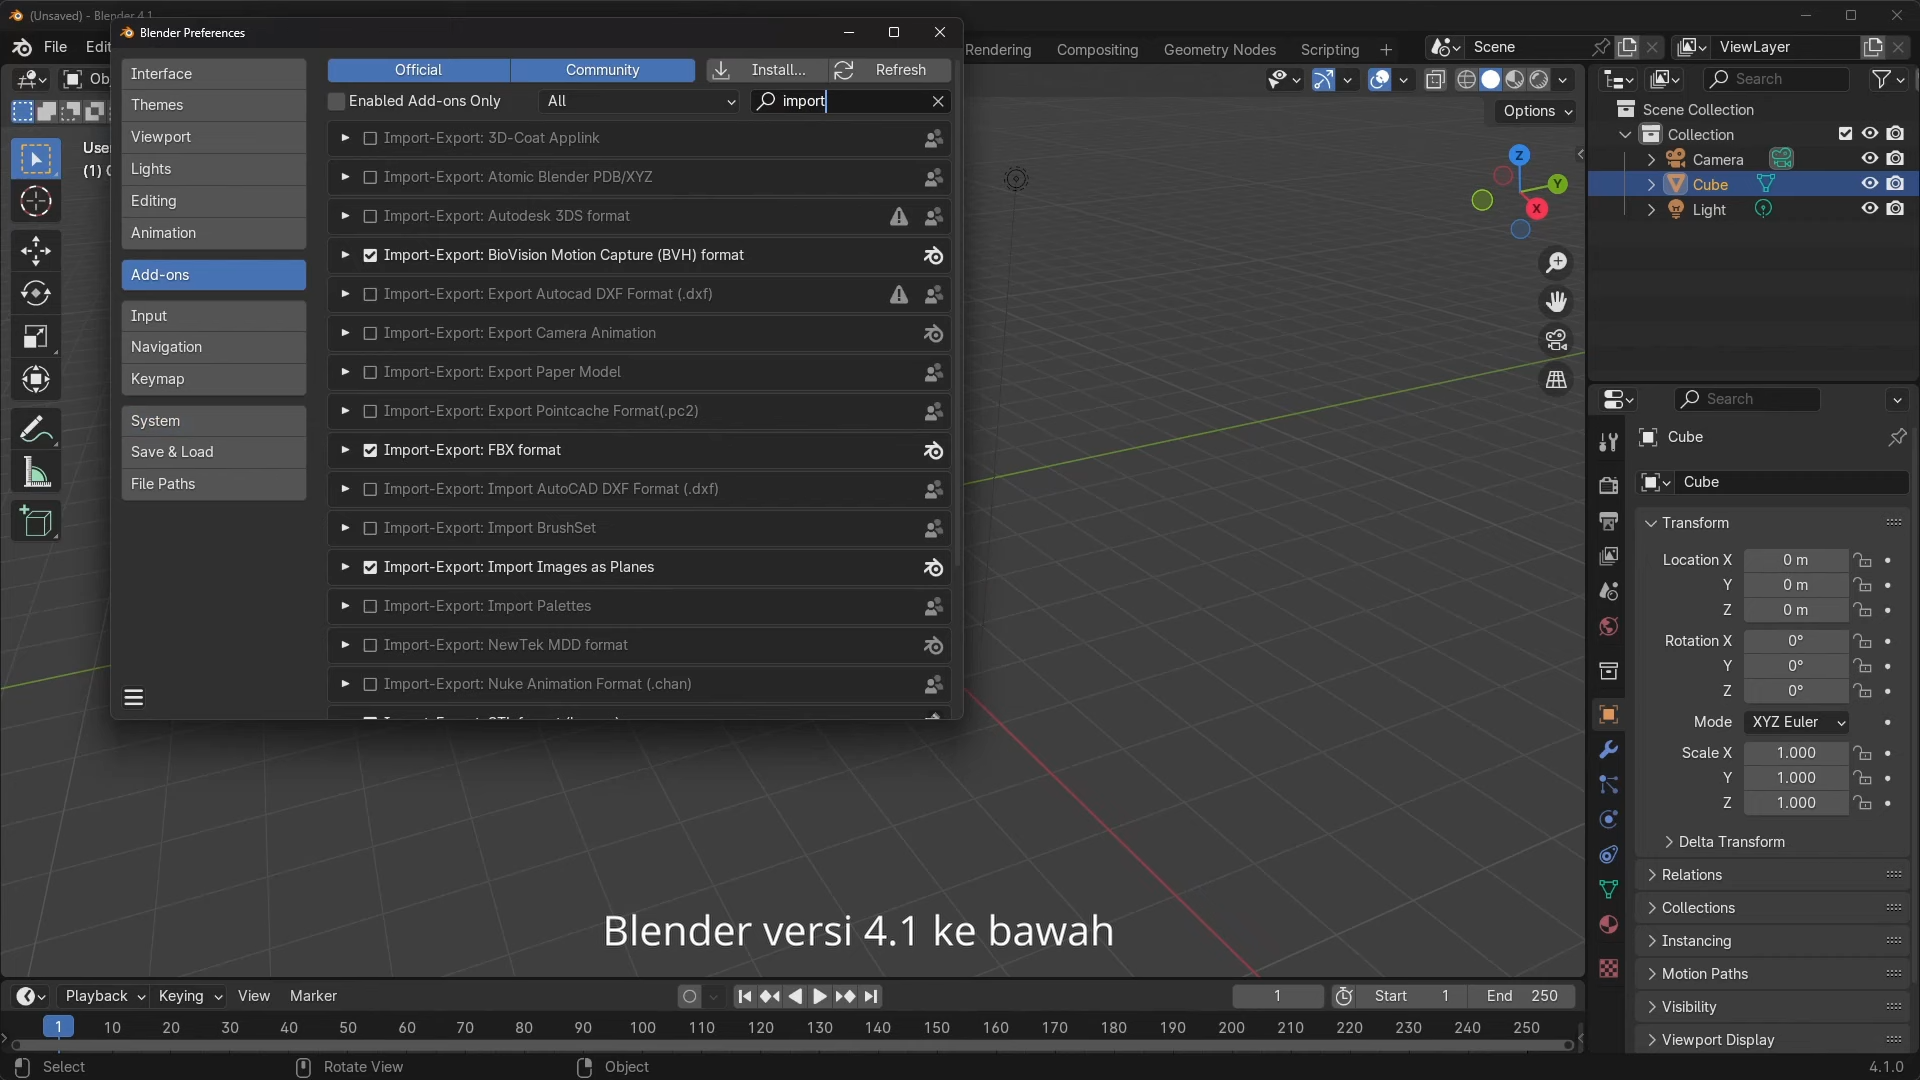 (Unsaved) - Blender 4.1
Blender Preferences
File
Rendering
Compositing
Geometry Nodes
Scripting
Scene
ViewLayer
Interface
Themes
Viewport
Lights
Editing
Animation
Add-ons
Input
Navigation
Keymap
System
Save & Load
File Paths
Official
Community
Install...
Refresh
Enabled Add-ons Only
All
import
Import-Export: 3D-Coat Applink
Import-Export: Atomic Blender PDB/XYZ
Import-Export: Autodesk 3DS format
Import-Export: BioVision Motion Capture (BVH) format
Import-Export: Export Autocad DXF Format (.dxf)
Import-Export: Export Camera Animation
Import-Export: Export Paper Model
Import-Export: Export Pointcache Format(.pc2)
Import-Export: FBX format
Import-Export: Import AutoCAD DXF Format (.dxf)
Import-Export: Import BrushSet
Import-Export: Import Images as Planes
Import-Export: Import Palettes
Import-Export: NewTek MDD format
Import-Export: Nuke Animation Format (.chan)
Options
Z
Y
X
Search
Scene Collection
Collection
Camera
Cube
Light
Search
Cube
Cube
Transform
Location X 0 m
Y 0 m
Z 0 m
Rotation X 0°
Y 0°
Z 0°
Mode XYZ Euler
Scale X 1.000
Y 1.000
Z 1.000
Delta Transform
Relations
Collections
Instancing
Motion Paths
Visibility
Viewport Display
Blender versi 4.1 ke bawah
Playback Keying View Marker
1 Start 1 End 250
1 10 20 30 40 50 60 70 80 90 100 110 120 130 140 150 160 170 180 190 200 210 220 230 240 250
Select Rotate View Object 4.1.0